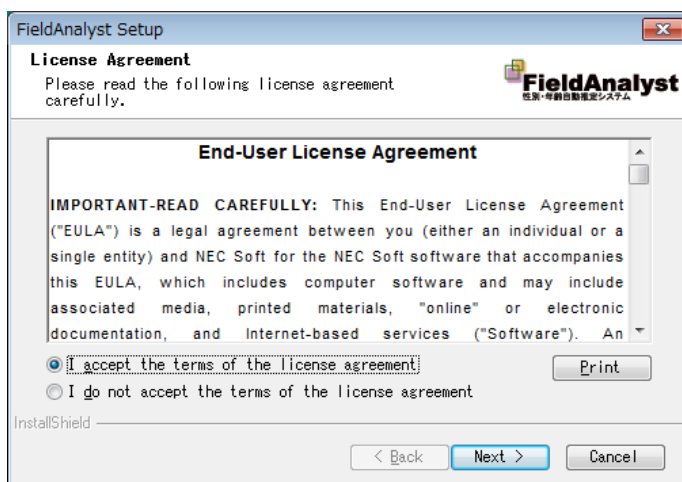 FieldAnalyst Setup
License Agreement
Please read the following license agreement
carefully.
FieldAnalyst
性別・年齢自動推定システム
End-User License Agreement
IMPORTANT-READ CAREFULLY: This End-User License Agreement
("EULA") is a legal agreement between you (either an individual or a
single entity) and NEC Soft for the NEC Soft software that accompanies
this EULA, which includes computer software and may include
associated media, printed materials, "online" or electronic
documentation, and Internet-based services ("Software"). An
I accept the terms of the license agreement
Print
I do not accept the terms of the license agreement
InstallShield
< Back
Next >
Cancel